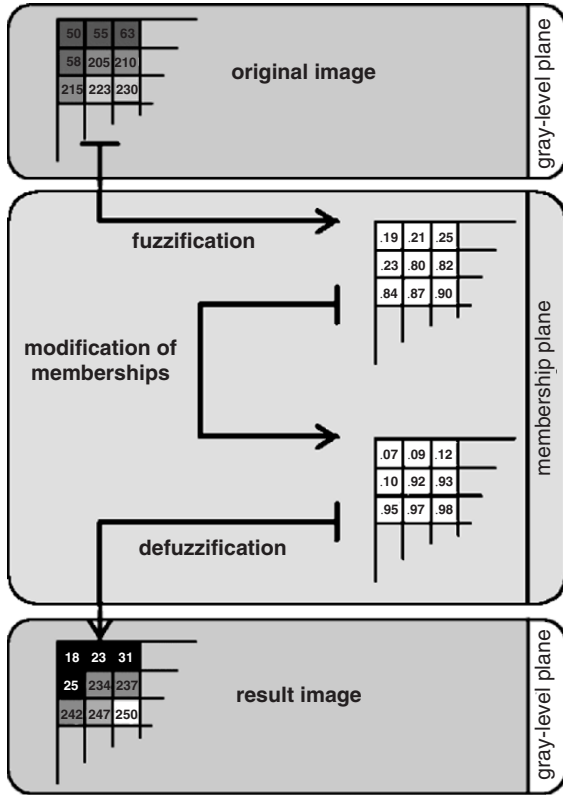 50 55 63
58 205 210
215 223 230
original image
gray-level plane
fuzzification
.19 .21 .25
.23 .80 .82
.84 .87 .90
modification of
memberships
membership plane
.07 .09 .12
.10 .92 .93
.95 .97 .98
defuzzification
18 23 31
25 234 237
242 247 250
result image
gray-level plane